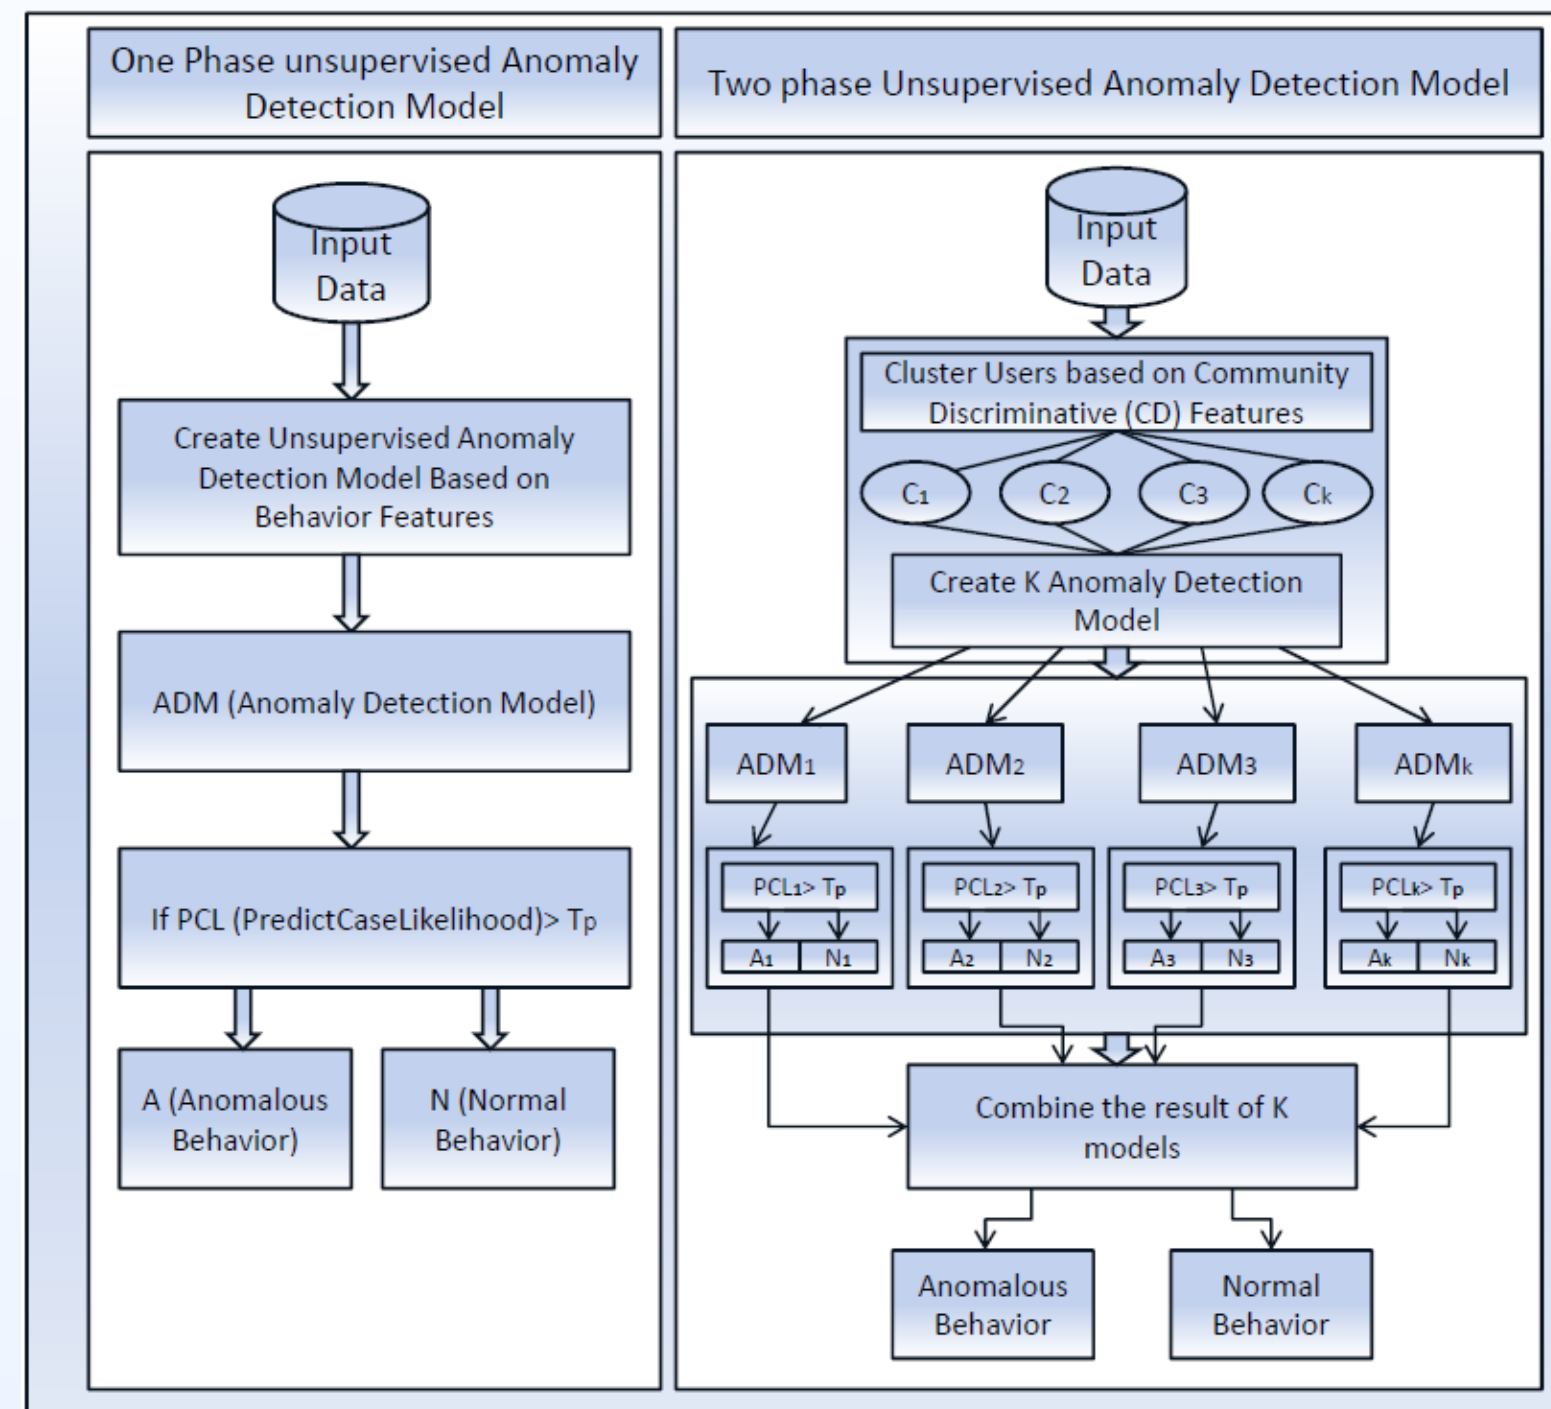 One Phase unsupervised Anomaly
Detection Model
Two phase Unsupervised Anomaly Detection Model
Input
Data
Create Unsupervised Anomaly
Detection Model Based on
Behavior Features
ADM (Anomaly Detection Model)
If PCL (PredictCaseLikelihood)> Tp
A (Anomalous
Behavior)
N (Normal
Behavior)
Input
Data
Cluster Users based on Community
Discriminative (CD) Features
C1
C2
C3
Ck
Create K Anomaly Detection
Model
ADM1
ADM2
ADM3
ADMk
PCL1> Tp
PCL2> Tp
PCL3> Tp
PCLk> Tp
A1
N1
A2
N2
A3
N3
Ak
Nk
Combine the result of K
models
Anomalous
Behavior
Normal
Behavior